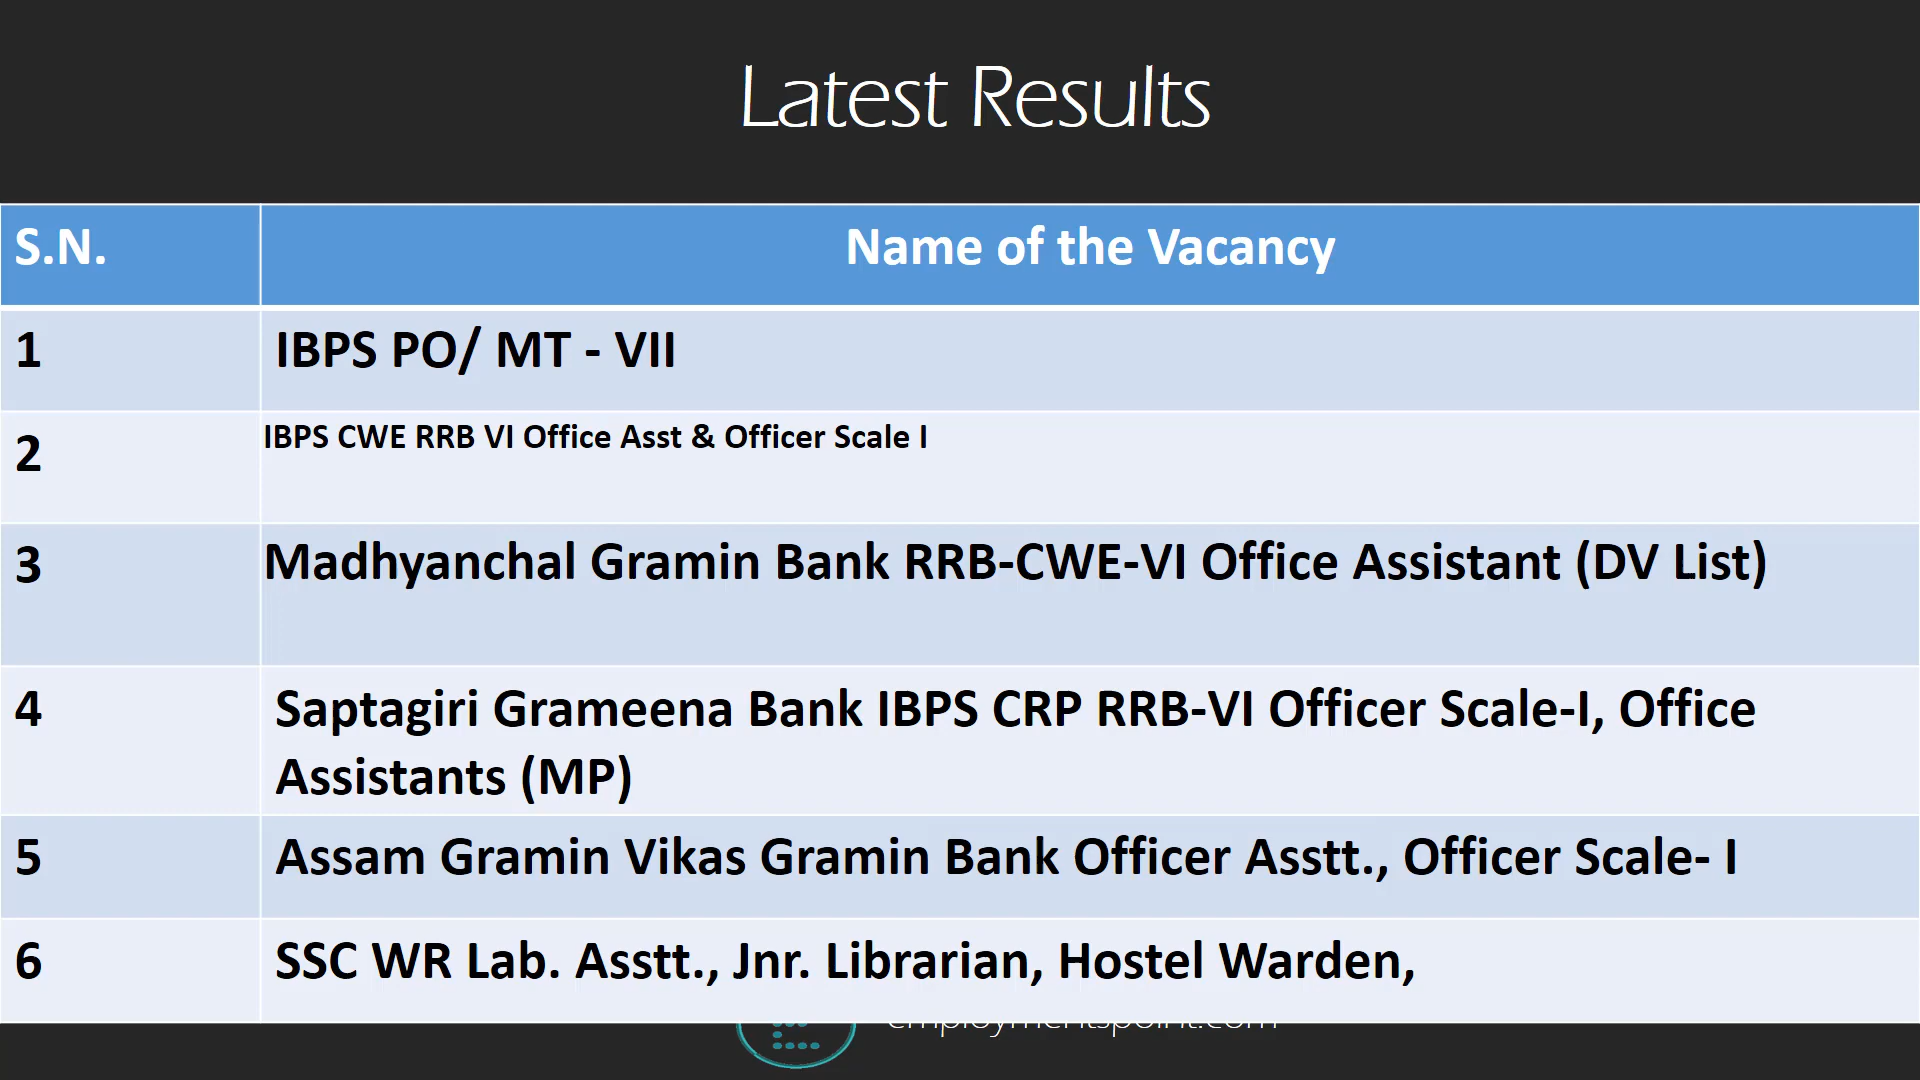 Latest Results
S.N. Name of the Vacancy
1 IBPS PO/ MT - VII
2 IBPS CWE RRB VI Office Asst & Officer Scale I
3 Madhyanchal Gramin Bank RRB-CWE-VI Office Assistant (DV List)
4 Saptagiri Grameena Bank IBPS CRP RRB-VI Officer Scale-I, Office
Assistants (MP)
5 Assam Gramin Vikas Gramin Bank Officer Asstt., Officer Scale- I
6 SSC WR Lab. Asstt., Jnr. Librarian, Hostel Warden,
employmentspoint.com